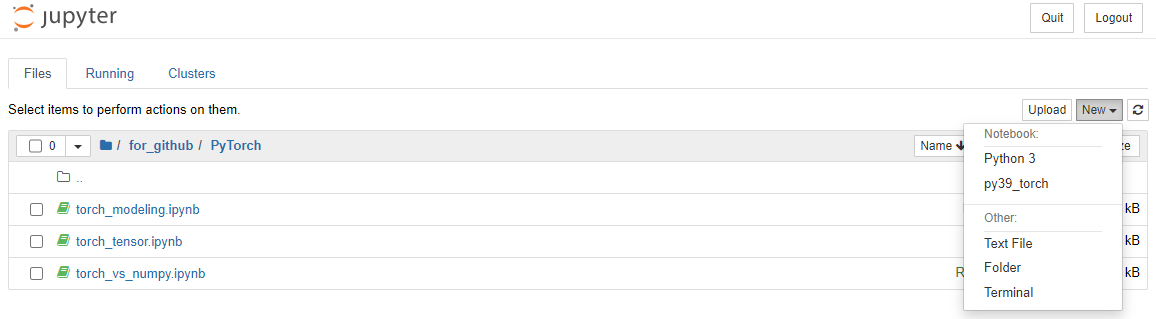 jupyter
Quit Logout
Files Running Clusters
Select items to perform actions on them.
Upload New
0 / for_github / PyTorch Name
Notebook:
Python 3
py39_torch
Other:
Text File
Folder
Terminal
..
torch_modeling.ipynb kB
torch_tensor.ipynb kB
torch_vs_numpy.ipynb kB